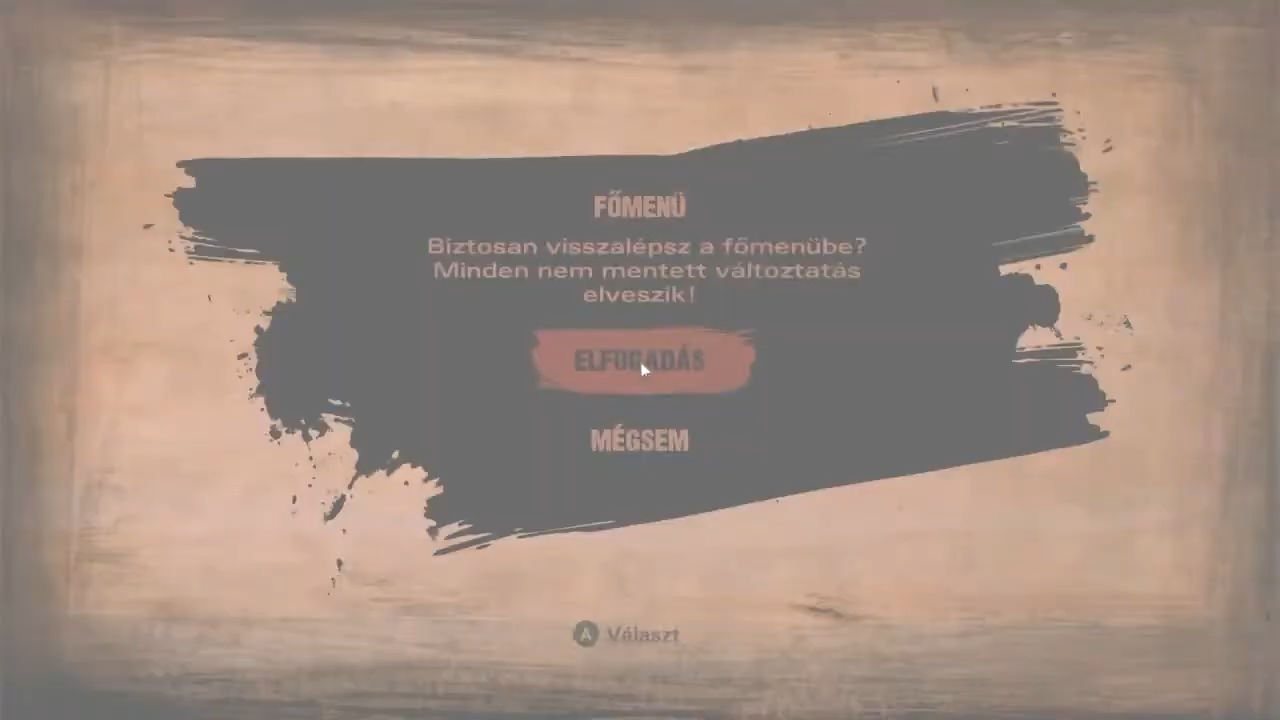 FŐMENÜ
Biztosan visszalépsz a főmenübe?
Minden nem mentett változtatás
elveszik!
ELFOGADÁS
MÉGSEM
A Választ